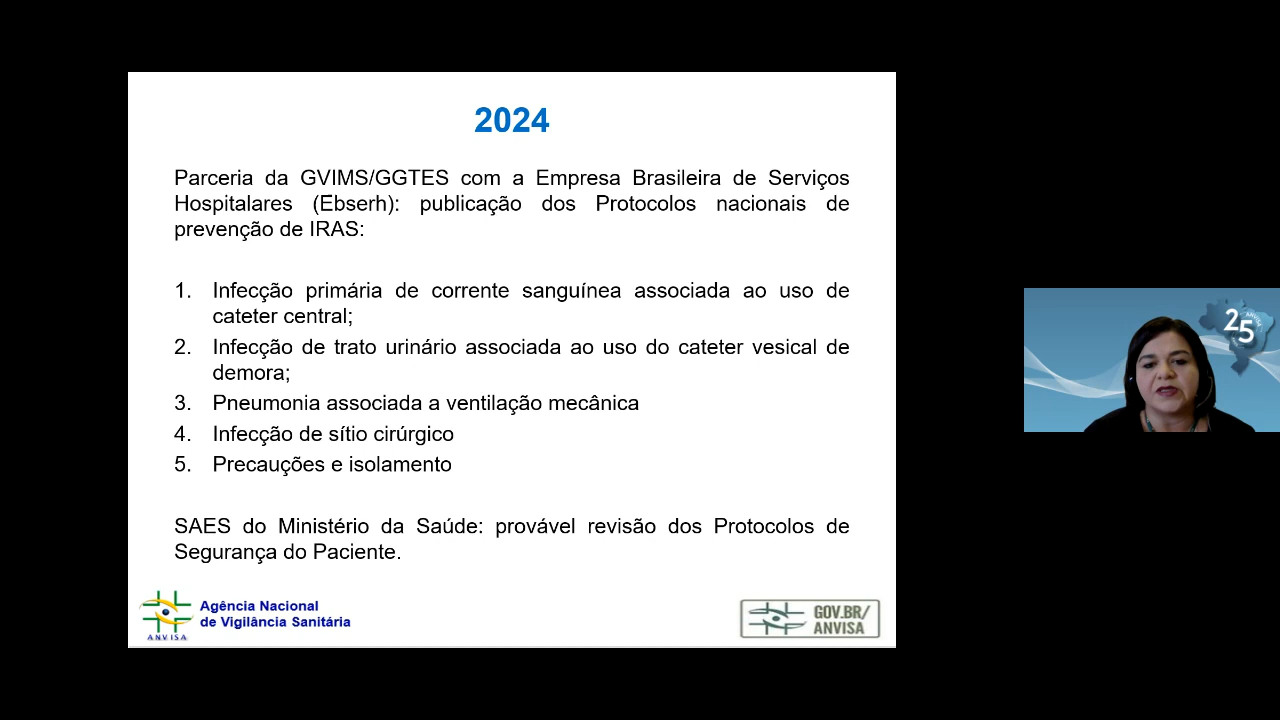 2024
Parceria da GVIMS/GGTES com a Empresa Brasileira de Serviços
Hospitalares (Ebserh): publicação dos Protocolos nacionais de
prevenção de IRAS:
1. Infecção primária de corrente sanguínea associada ao uso de
cateter central;
2. Infecção de trato urinário associada ao uso do cateter vesical de
demora;
3. Pneumonia associada a ventilação mecânica
4. Infecção de sítio cirúrgico
5. Precauções e isolamento
SAES do Ministério da Saúde: provável revisão dos Protocolos de
Segurança do Paciente.
Agência Nacional
de Vigilância Sanitária
ANVISA
GOV.BR/
ANVISA
25
ANVISA